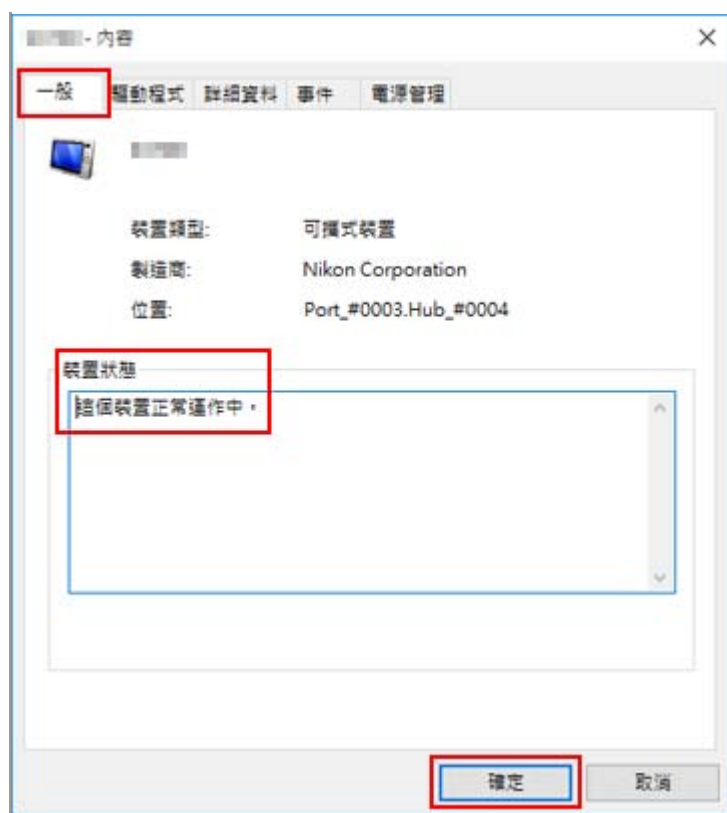 - 內容
一般 驅動程式 詳細資料 事件 電源管理
裝置類型: 可攜式裝置
製造商: Nikon Corporation
位置: Port_#0003.Hub_#0004
裝置狀態
這個裝置正常運作中。
確定 取消